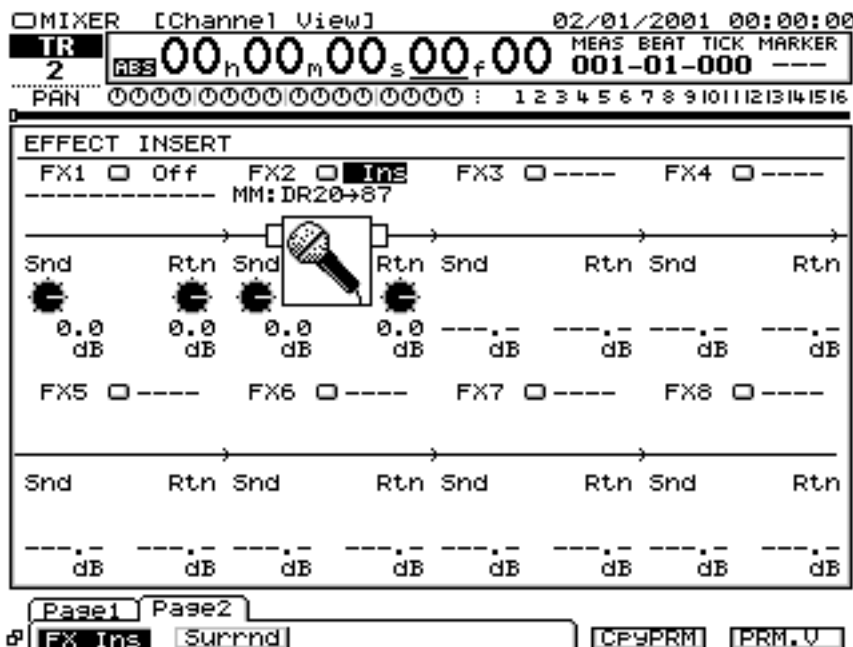 MIXER [Channel View] 02/01/2001 00:00:00
TR ABS 00h00m00s00f00 MEAS BEAT TICK MARKER
2 001-01-000 ---
PAN 1 2 3 4 5 6 7 8 9 10 11 12 13 14 15 16
EFFECT INSERT
FX1 Off FX2 Ins FX3 ---- FX4 ----
------------- MM:DR20→87
Snd Rtn Snd Rtn Snd Rtn Snd Rtn
0.0 0.0 0.0 0.0 ---.- ---.- ---.- ---.-
dB dB dB dB dB dB dB dB
FX5 ---- FX6 ---- FX7 ---- FX8 ----
Snd Rtn Snd Rtn Snd Rtn Snd Rtn
---.- ---.- ---.- ---.- ---.- ---.- ---.- ---.-
dB dB dB dB dB dB dB dB
Page1 Page2
FX Ins Surrnd CpyPRM PRM.V